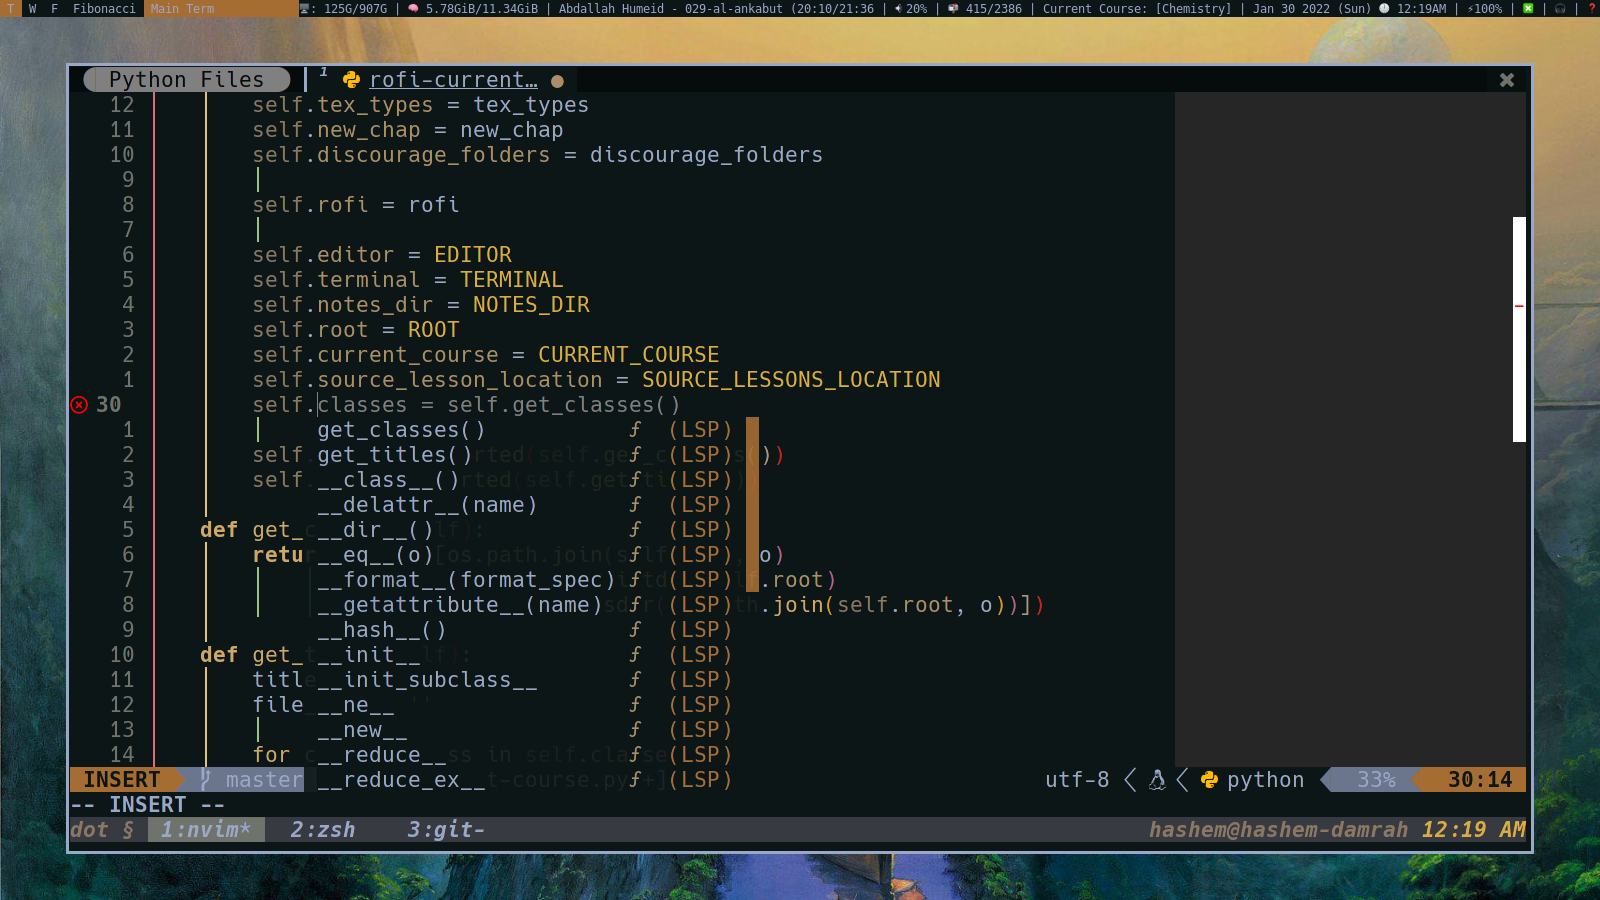 T W F Fibonacci Main Term : 125G/907G | 5.78GiB/11.34GiB | Abdallah Humeid - 029-al-ankabut (20:10/21:36 | 20% | 415/2386 | Current Course: [Chemistry] | Jan 30 2022 (Sun) 12:19AM | 100% | | |
Python Files 1 rofi-current…
12 self.tex_types = tex_types
11 self.new_chap = new_chap
10 self.discourage_folders = discourage_folders
9
8 self.rofi = rofi
7
6 self.editor = EDITOR
5 self.terminal = TERMINAL
4 self.notes_dir = NOTES_DIR
3 self.root = ROOT
2 self.current_course = CURRENT_COURSE
1 self.source_lesson_location = SOURCE_LESSONS_LOCATION
30 self.classes = self.get_classes()
1 get_classes() ƒ (LSP)
2 self. get_titles() ƒ (LSP) ())
3 self. __class__() ƒ (LSP)
4 __delattr__(name) ƒ (LSP)
5 def get_ __dir__() ƒ (LSP)
6 retu __eq__(o) ƒ (LSP) o)
7 __format__(format_spec) ƒ (LSP) .root)
8 __getattribute__(name) ƒ (LSP) th.join(self.root, o))])
9 __hash__() ƒ (LSP)
10 def get_ __init__ ƒ (LSP)
11 titl __init_subclass__ ƒ (LSP)
12 file __ne__ ƒ (LSP)
13 __new__ ƒ (LSP)
14 for __reduce__ ƒ (LSP)
INSERT master __reduce_ex__ ƒ (LSP) utf-8 python 33% 30:14
-- INSERT --
dot § 1:nvim* 2:zsh 3:git- hashem@hashem-damrah 12:19 AM